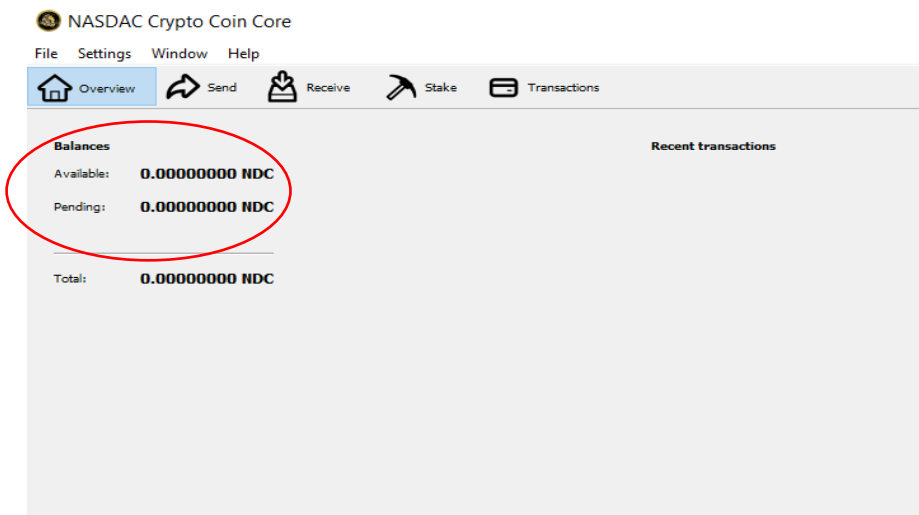 NASDAC Crypto Coin Core
File Settings Window Help
Overview Send Receive Stake Transactions
Balances Recent transactions
Available: 0.00000000 NDC
Pending: 0.00000000 NDC
Total: 0.00000000 NDC